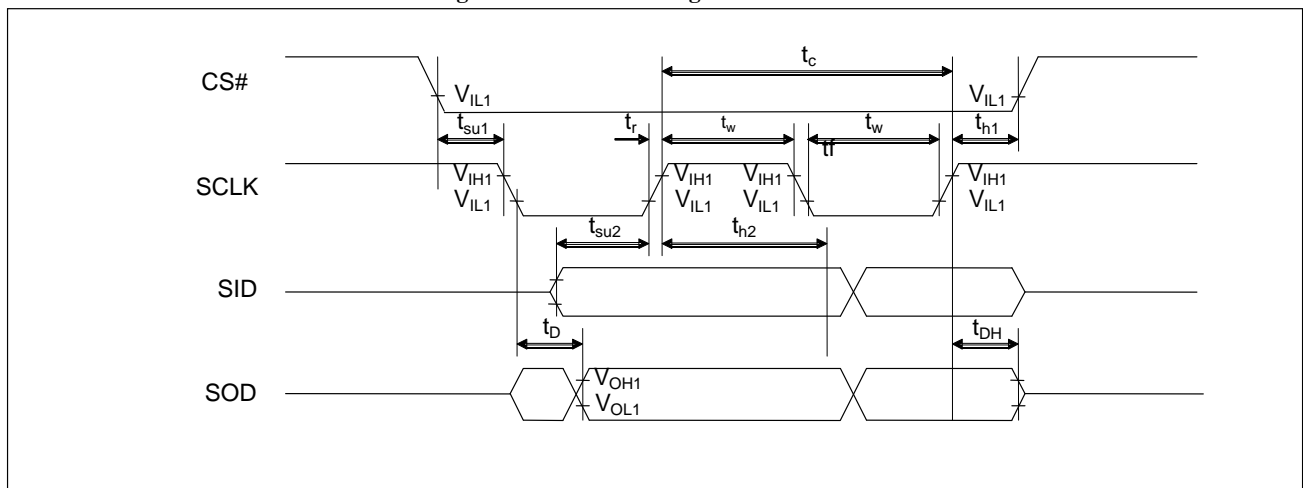 t_c
CS#
V_IL1 V_IL1
t_su1 t_r t_w t_w t_h1
tf
V_IH1 V_IH1 V_IH1 V_IH1
SCLK
V_IL1 V_IL1 V_IL1 V_IL1
t_su2 t_h2
SID
t_D t_DH
V_OH1
SOD
V_OL1